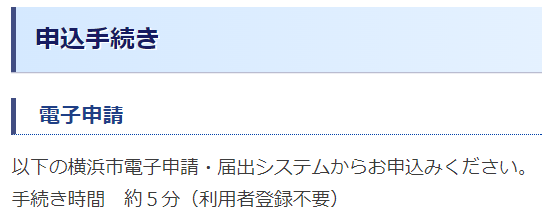 申込手続き
電子申請
以下の横浜市電子申請・届出システムからお申込みください。
手続き時間　約５分（利用者登録不要）